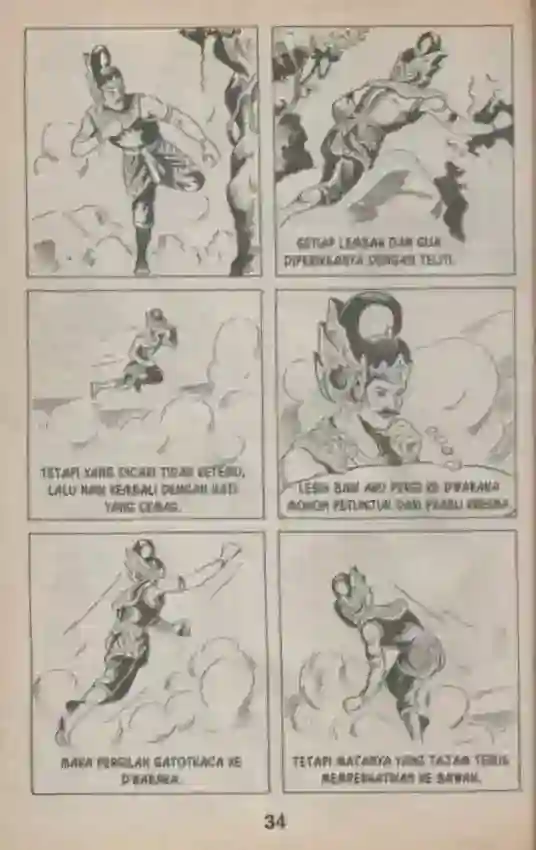 SETIAP LEMBAH DAN GUA
DIPERIKSANYA DENGAN TELITI.
TETAPI YANG DICARI TIDAK KETEMU,
LALU NAIK KEMBALI DENGAN HATI
YANG CEMAS.
LEBIH BAIK AKU PERGI KE DWARAKA
MOHON PETUNJUK DARI PRABU KRESNA.
MAKA PERGILAH GATOTKACA KE
DWARAKA.
TETAPI MATANYA YANG TAJAM TERUS
MEMPERHATIKAN KE BAWAH.
34